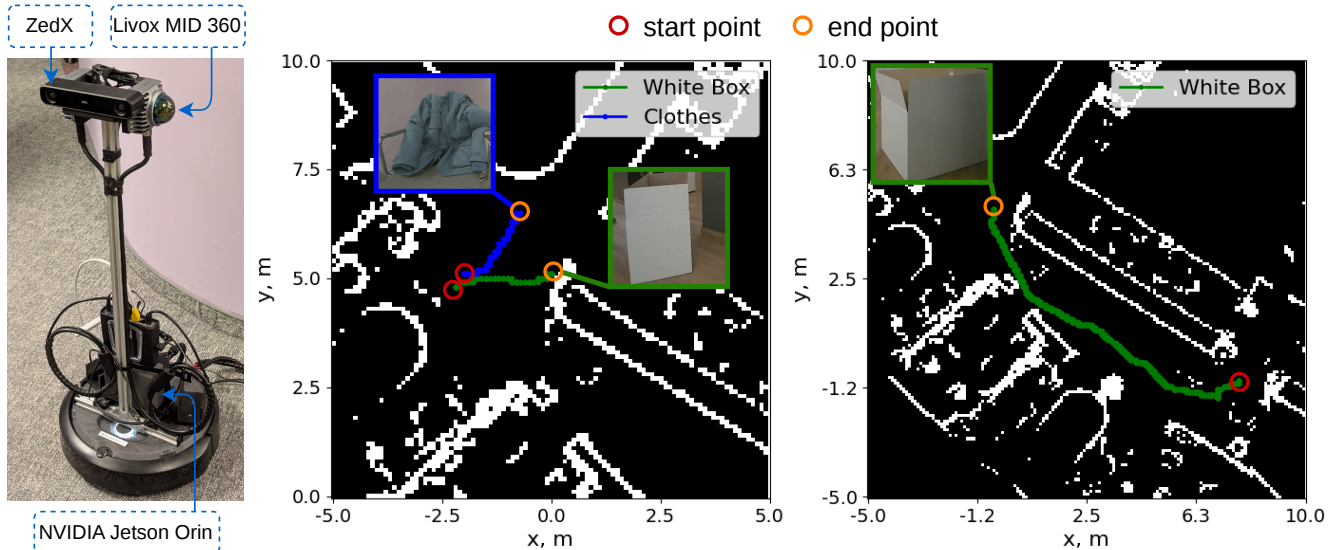 ZedX
Livox MID 360
NVIDIA Jetson Orin
start point
end point
10.0
7.5
5.0
2.5
0.0
y, m
-5.0
-2.5
0.0
2.5
5.0
x, m
White Box
Clothes
10.0
6.3
2.5
-1.2
-5.0
y, m
-5.0
-1.2
2.5
6.3
10.0
x, m
White Box